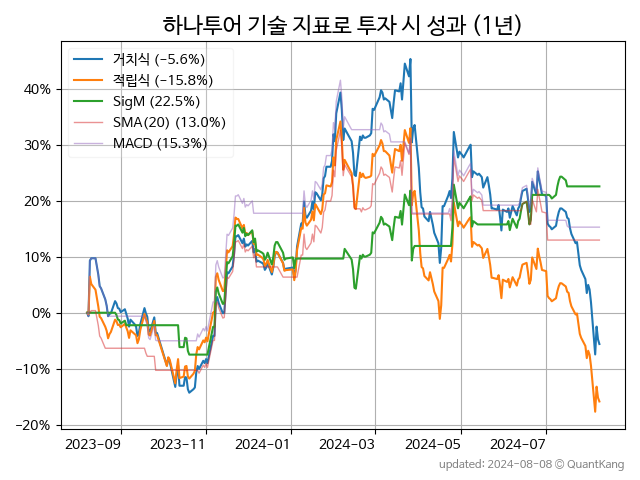 하나투어 기술 지표로 투자 시 성과 (1년)
거치식 (−5.6%)
적립식 (−15.8%)
SigM (22.5%)
SMA(20) (13.0%)
MACD (15.3%)
40%
30%
20%
10%
0%
−10%
−20%
2023-09 2023-11 2024-01 2024-03 2024-05 2024-07
updated: 2024-08-08 © QuantKang